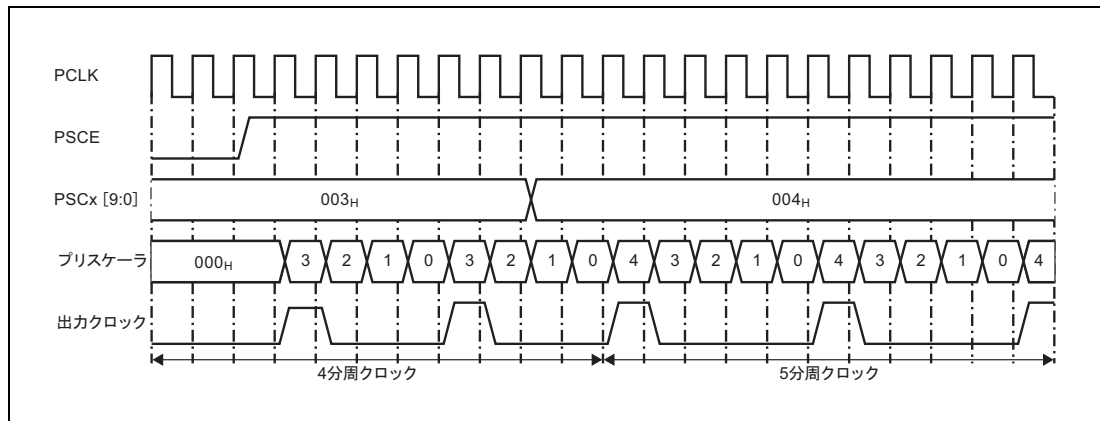 PCLK
PSCE
PSCx [9:0] 003H 004H
プリスケーラ 000H 3 2 1 0 3 2 1 0 4 3 2 1 0 4 3 2 1 0 4
出力クロック
4分周クロック 5分周クロック